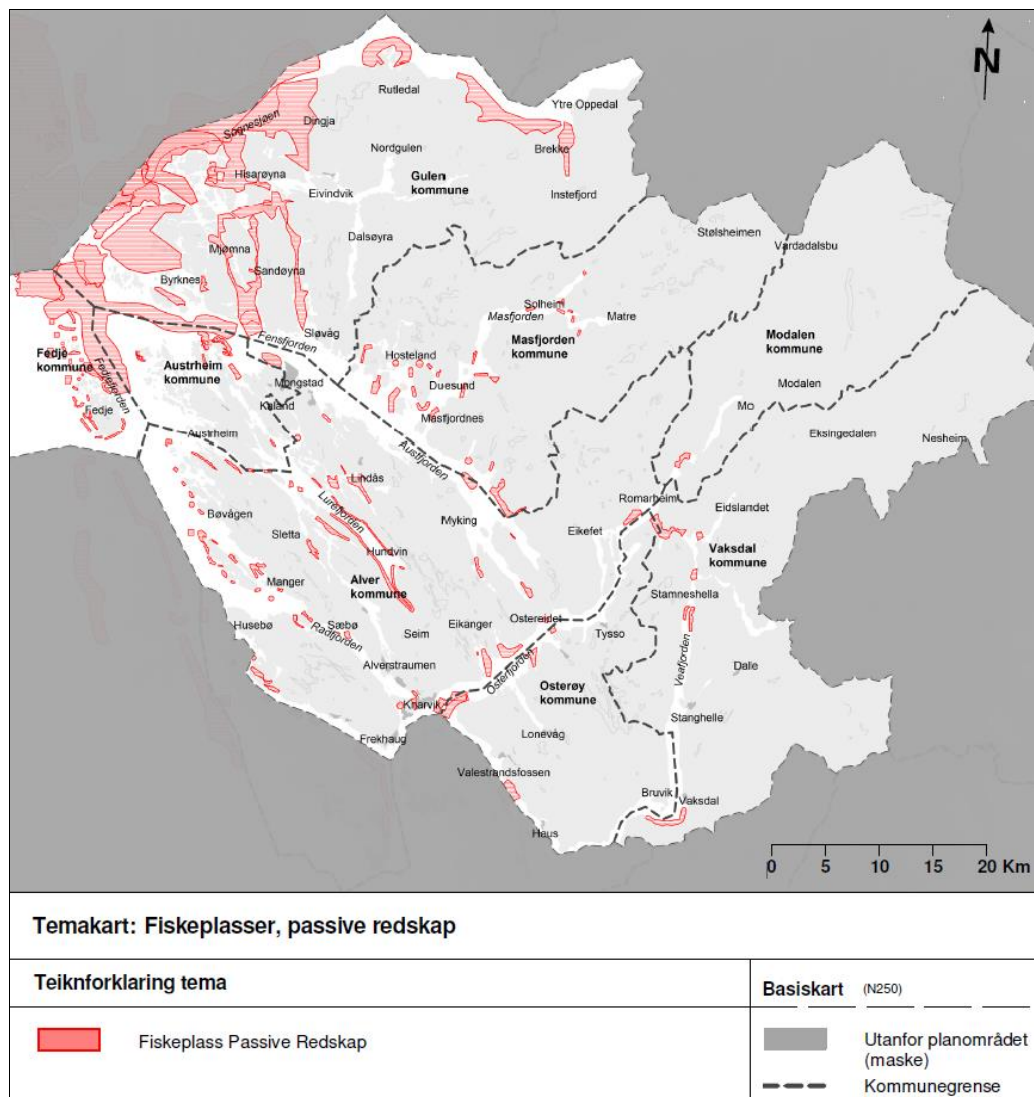 N
Rutledal
Ytre Oppedal
Sognesjøen
Dingja
Nordgulen
Brekke
Hisarøyna
Gulen
kommune
Eivindvik
Instefjord
Dalsøyra
Stølsheimen
Vardadalsbu
Mjømna
Sandøyna
Byrknes
Solheim
Masfjorden
Matre
Sløvåg
Fensfjorden
Masfjorden
kommune
Modalen
kommune
Fedje
kommune
Austrheim
kommune
Hosteland
Mongstad
Duesund
Modalen
Fedjefjorden
Fedje
Kaland
Masfjordnes
Mo
Austrheim
Austfjorden
Eksingedalen
Nesheim
Lindås
Romarheim
Eidslandet
Bøvågen
Lurefjorden
Myking
Eikefet
Sletta
Hundvin
Vaksdal
kommune
Manger
Alver
kommune
Stamneshella
Husebø
Radfjorden
Sæbø
Seim
Eikanger
Ostereidet
Tysso
Alverstraumen
Osterfjorden
Veafjorden
Dalle
Osterøy
kommune
Knarvik
Stanghelle
Frekhaug
Lonevåg
Valestrandsfossen
Bruvik
Vaksdal
Haus
0 5 10 15 20 Km
Temakart: Fiskeplasser, passive redskap
Teiknforklaring tema
Basiskart (N250)
Fiskeplass Passive Redskap
Utanfor planområdet
(maske)
Kommunegrense